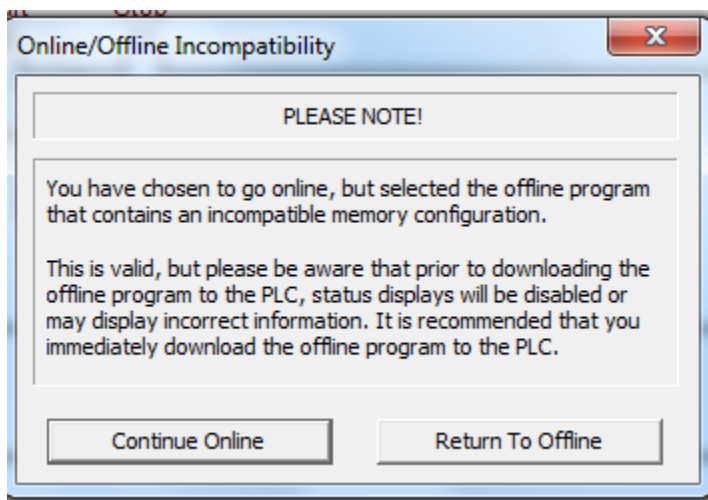 Online/Offline Incompatibility
PLEASE NOTE!
You have chosen to go online, but selected the offline program
that contains an incompatible memory configuration.
This is valid, but please be aware that prior to downloading the
offline program to the PLC, status displays will be disabled or
may display incorrect information. It is recommended that you
immediately download the offline program to the PLC.
Continue Online
Return To Offline